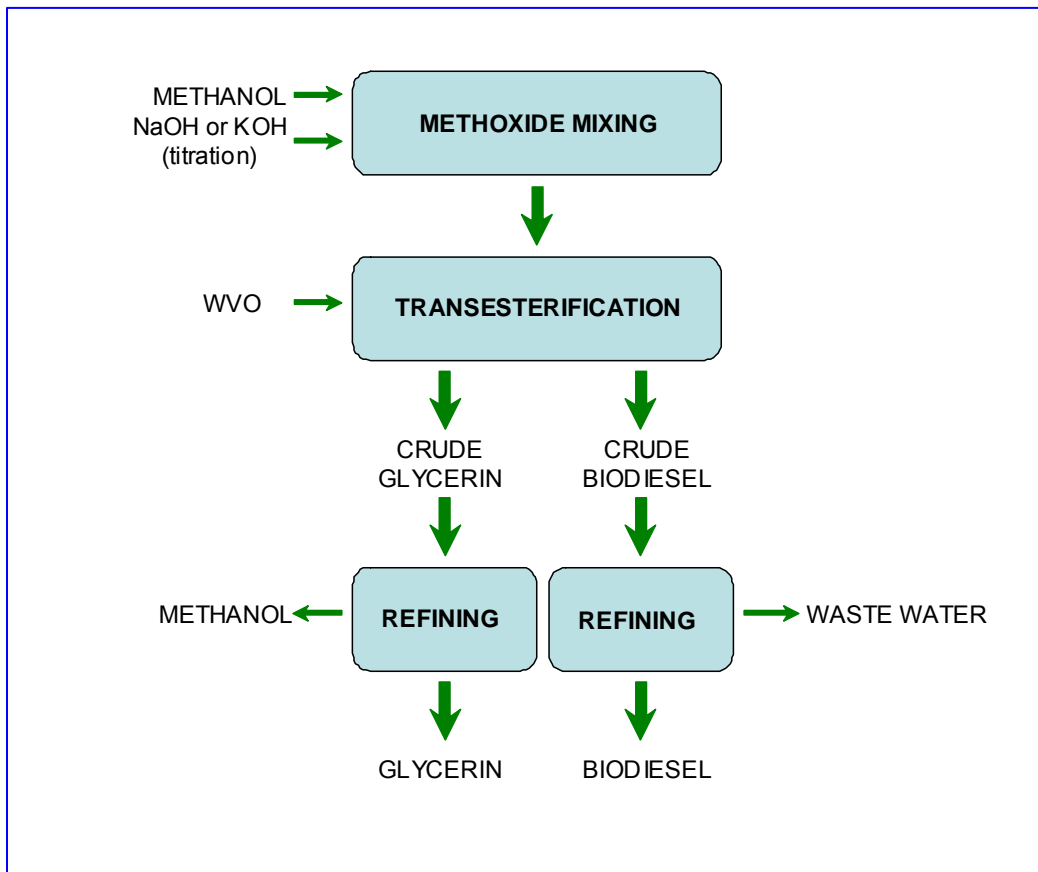 METHANOL
NaOH or KOH
(titration)
METHOXIDE MIXING
WVO
TRANSESTERIFICATION
CRUDE
GLYCERIN
CRUDE
BIODIESEL
METHANOL
REFINING
REFINING
WASTE WATER
GLYCERIN
BIODIESEL